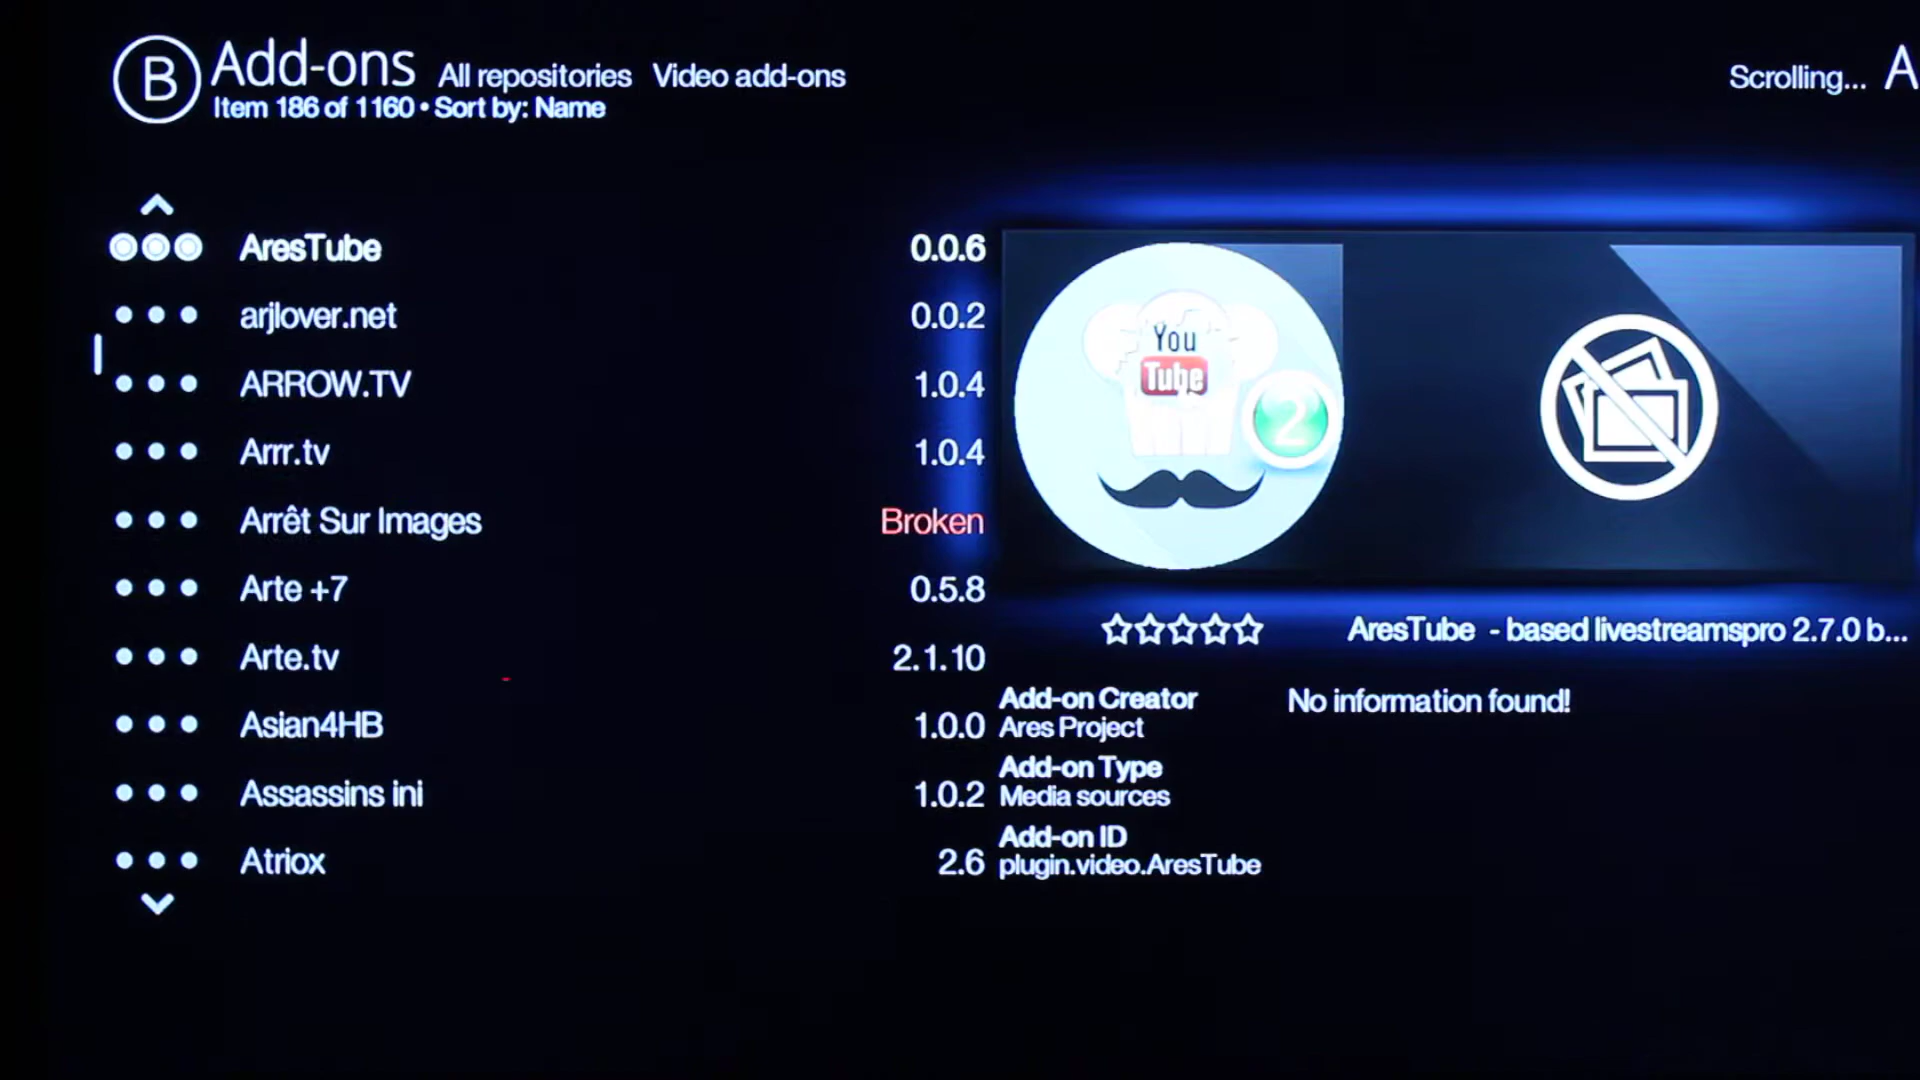 B Add-ons All repositories Video add-ons
Item 186 of 1160 • Sort by: Name
Scrolling... A
AresTube 0.0.6
arjlover.net 0.0.2
ARROW.TV 1.0.4
Arrr.tv 1.0.4
Arrêt Sur Images Broken
Arte +7 0.5.8
Arte.tv 2.1.10
Asian4HB 1.0.0
Assassins ini 1.0.2
Atriox 2.6
You
Tube
2
AresTube - based livestreamspro 2.7.0 b...
Add-on Creator
Ares Project
Add-on Type
Media sources
Add-on ID
plugin.video.AresTube
No information found!